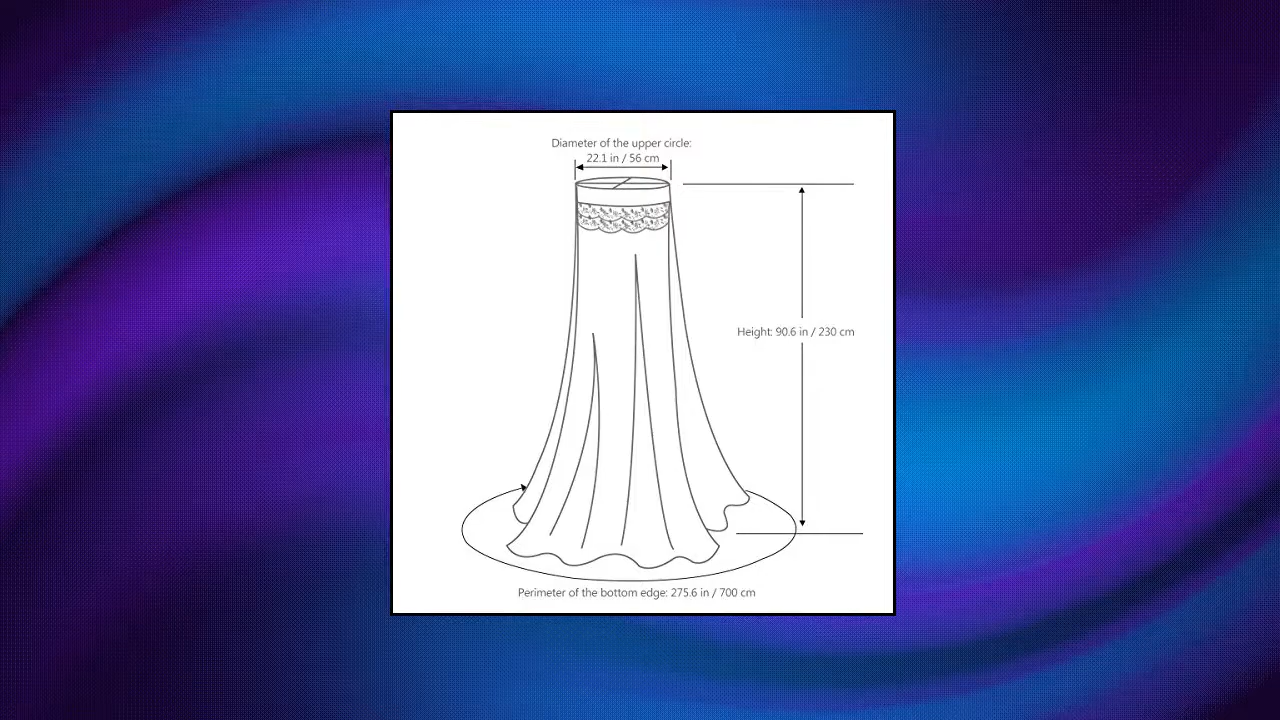 Diameter of the upper circle:
22.1 in / 56 cm
Height: 90.6 in / 230 cm
Perimeter of the bottom edge: 275.6 in / 700 cm